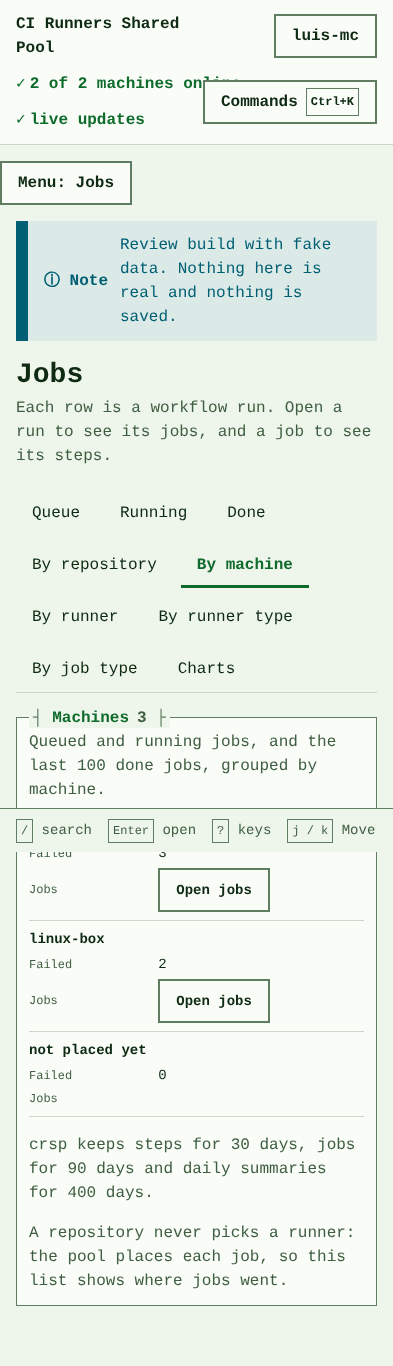 CI Runners Shared
Pool
luis-mc
✓ 2 of 2 machines online
Commands Ctrl+K
✓ live updates
Menu: Jobs
ⓘ Note
Review build with fake
data. Nothing here is
real and nothing is
saved.
Jobs
Each row is a workflow run. Open a
run to see its jobs, and a job to see
its steps.
Queue Running Done
By repository By machine
By runner By runner type
By job type Charts
Machines 3
Queued and running jobs, and the
last 100 done jobs, grouped by
machine.
/ search Enter open ? keys j / k Move
Failed 3
Jobs Open jobs
linux-box
Failed 2
Jobs Open jobs
not placed yet
Failed 0
Jobs
crsp keeps steps for 30 days, jobs
for 90 days and daily summaries
for 400 days.
A repository never picks a runner:
the pool places each job, so this
list shows where jobs went.